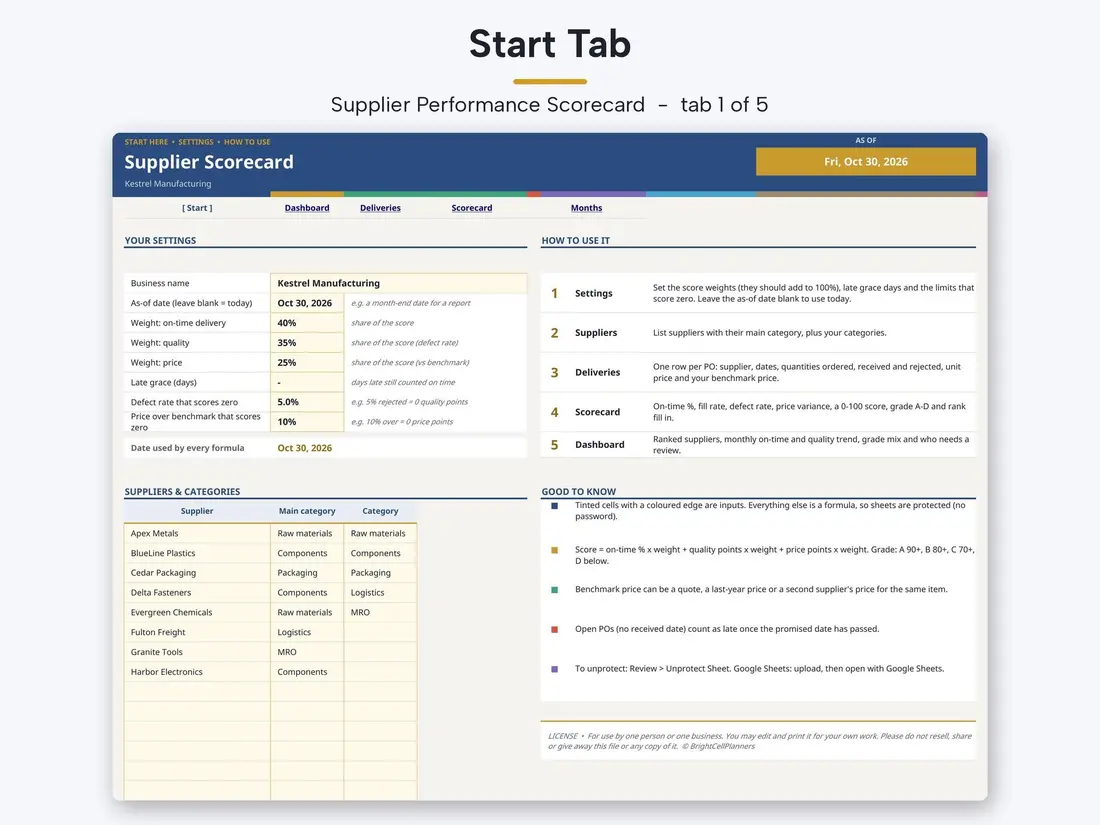 Start Tab
Supplier Performance Scorecard - tab 1 of 5
START HERE • SETTINGS • HOW TO USE
AS OF
Supplier Scorecard
Fri, Oct 30, 2026
Kestrel Manufacturing
[ Start ] Dashboard Deliveries Scorecard Months
YOUR SETTINGS
Business name Kestrel Manufacturing
As-of date (leave blank = today) Oct 30, 2026 e.g. a month-end date for a report
Weight: on-time delivery 40% share of the score
Weight: quality 35% share of the score (defect rate)
Weight: price 25% share of the score (vs benchmark)
Late grace (days) - days late still counted on time
Defect rate that scores zero 5.0% e.g. 5% rejected = 0 quality points
Price over benchmark that scores
zero
10% e.g. 10% over = 0 price points
Date used by every formula Oct 30, 2026
HOW TO USE IT
1 Settings
Set the score weights (they should add to 100%), late grace days and the limits that
score zero. Leave the as-of date blank to use today.
2 Suppliers
List suppliers with their main category, plus your categories.
3 Deliveries
One row per PO: supplier, dates, quantities ordered, received and rejected, unit
price and your benchmark price.
4 Scorecard
On-time %, fill rate, defect rate, price variance, a 0-100 score, grade A-D and rank
fill in.
5 Dashboard
Ranked suppliers, monthly on-time and quality trend, grade mix and who needs a
review.
SUPPLIERS & CATEGORIES
Supplier Main category Category
Apex Metals Raw materials Raw materials
BlueLine Plastics Components Components
Cedar Packaging Packaging Packaging
Delta Fasteners Components Logistics
Evergreen Chemicals Raw materials MRO
Fulton Freight Logistics
Granite Tools MRO
Harbor Electronics Components
GOOD TO KNOW
Tinted cells with a coloured edge are inputs. Everything else is a formula, so sheets are protected (no
password).
Score = on-time % x weight + quality points x weight + price points x weight. Grade: A 90+, B 80+, C 70+,
D below.
Benchmark price can be a quote, a last-year price or a second supplier's price for the same item.
Open POs (no received date) count as late once the promised date has passed.
To unprotect: Review > Unprotect Sheet. Google Sheets: upload, then open with Google Sheets.
LICENSE • For use by one person or one business. You may edit and print it for your own work. Please do not resell, share
or give away this file or any copy of it. © BrightCellPlanners